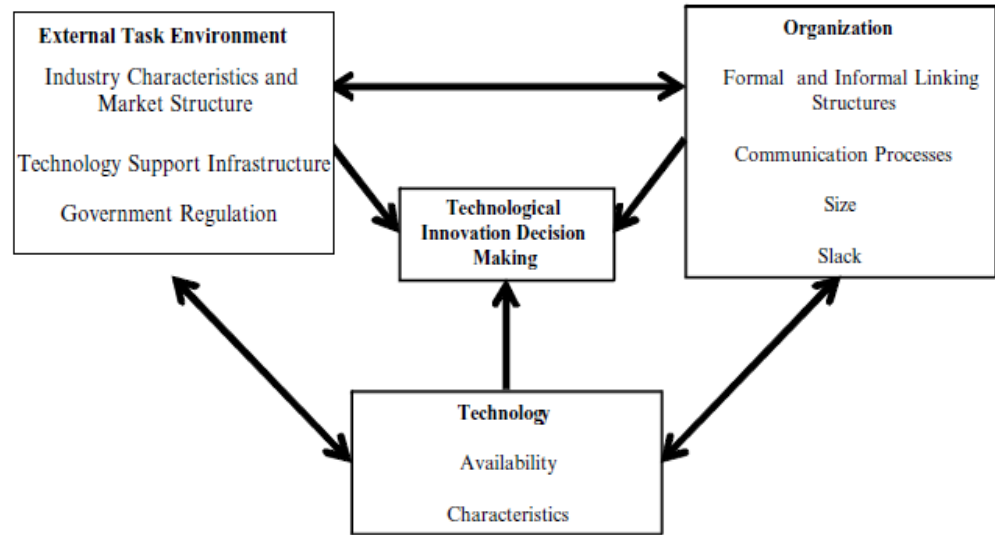 External Task Environment
Industry Characteristics and
Market Structure
Technology Support Infrastructure
Government Regulation
Organization
Formal and Informal Linking
Structures
Communication Processes
Size
Slack
Technological
Innovation Decision
Making
Technology
Availability
Characteristics